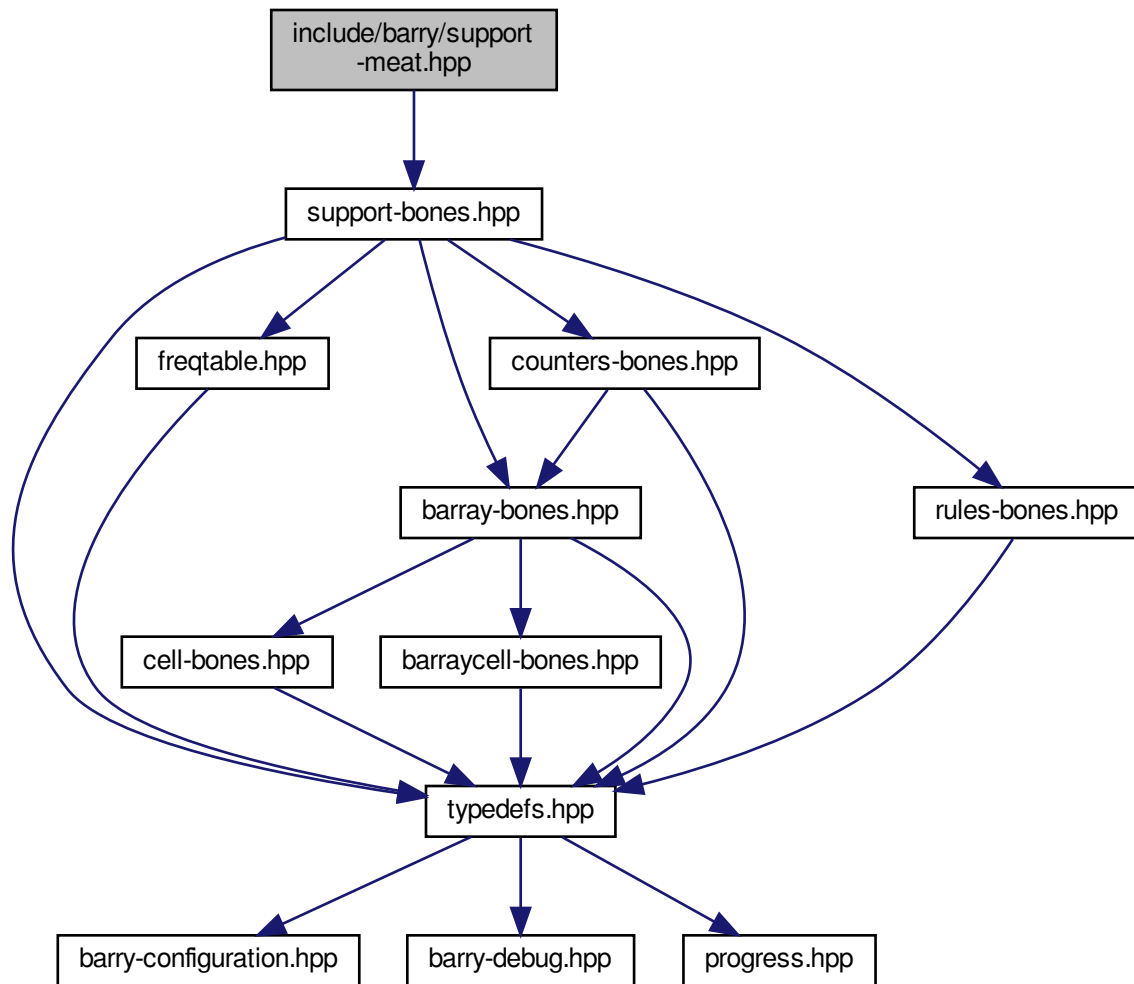 include/barry/support
-meat.hpp
support-bones.hpp
freqtable.hpp
counters-bones.hpp
barray-bones.hpp
rules-bones.hpp
cell-bones.hpp
barraycell-bones.hpp
typedefs.hpp
barry-configuration.hpp
barry-debug.hpp
progress.hpp